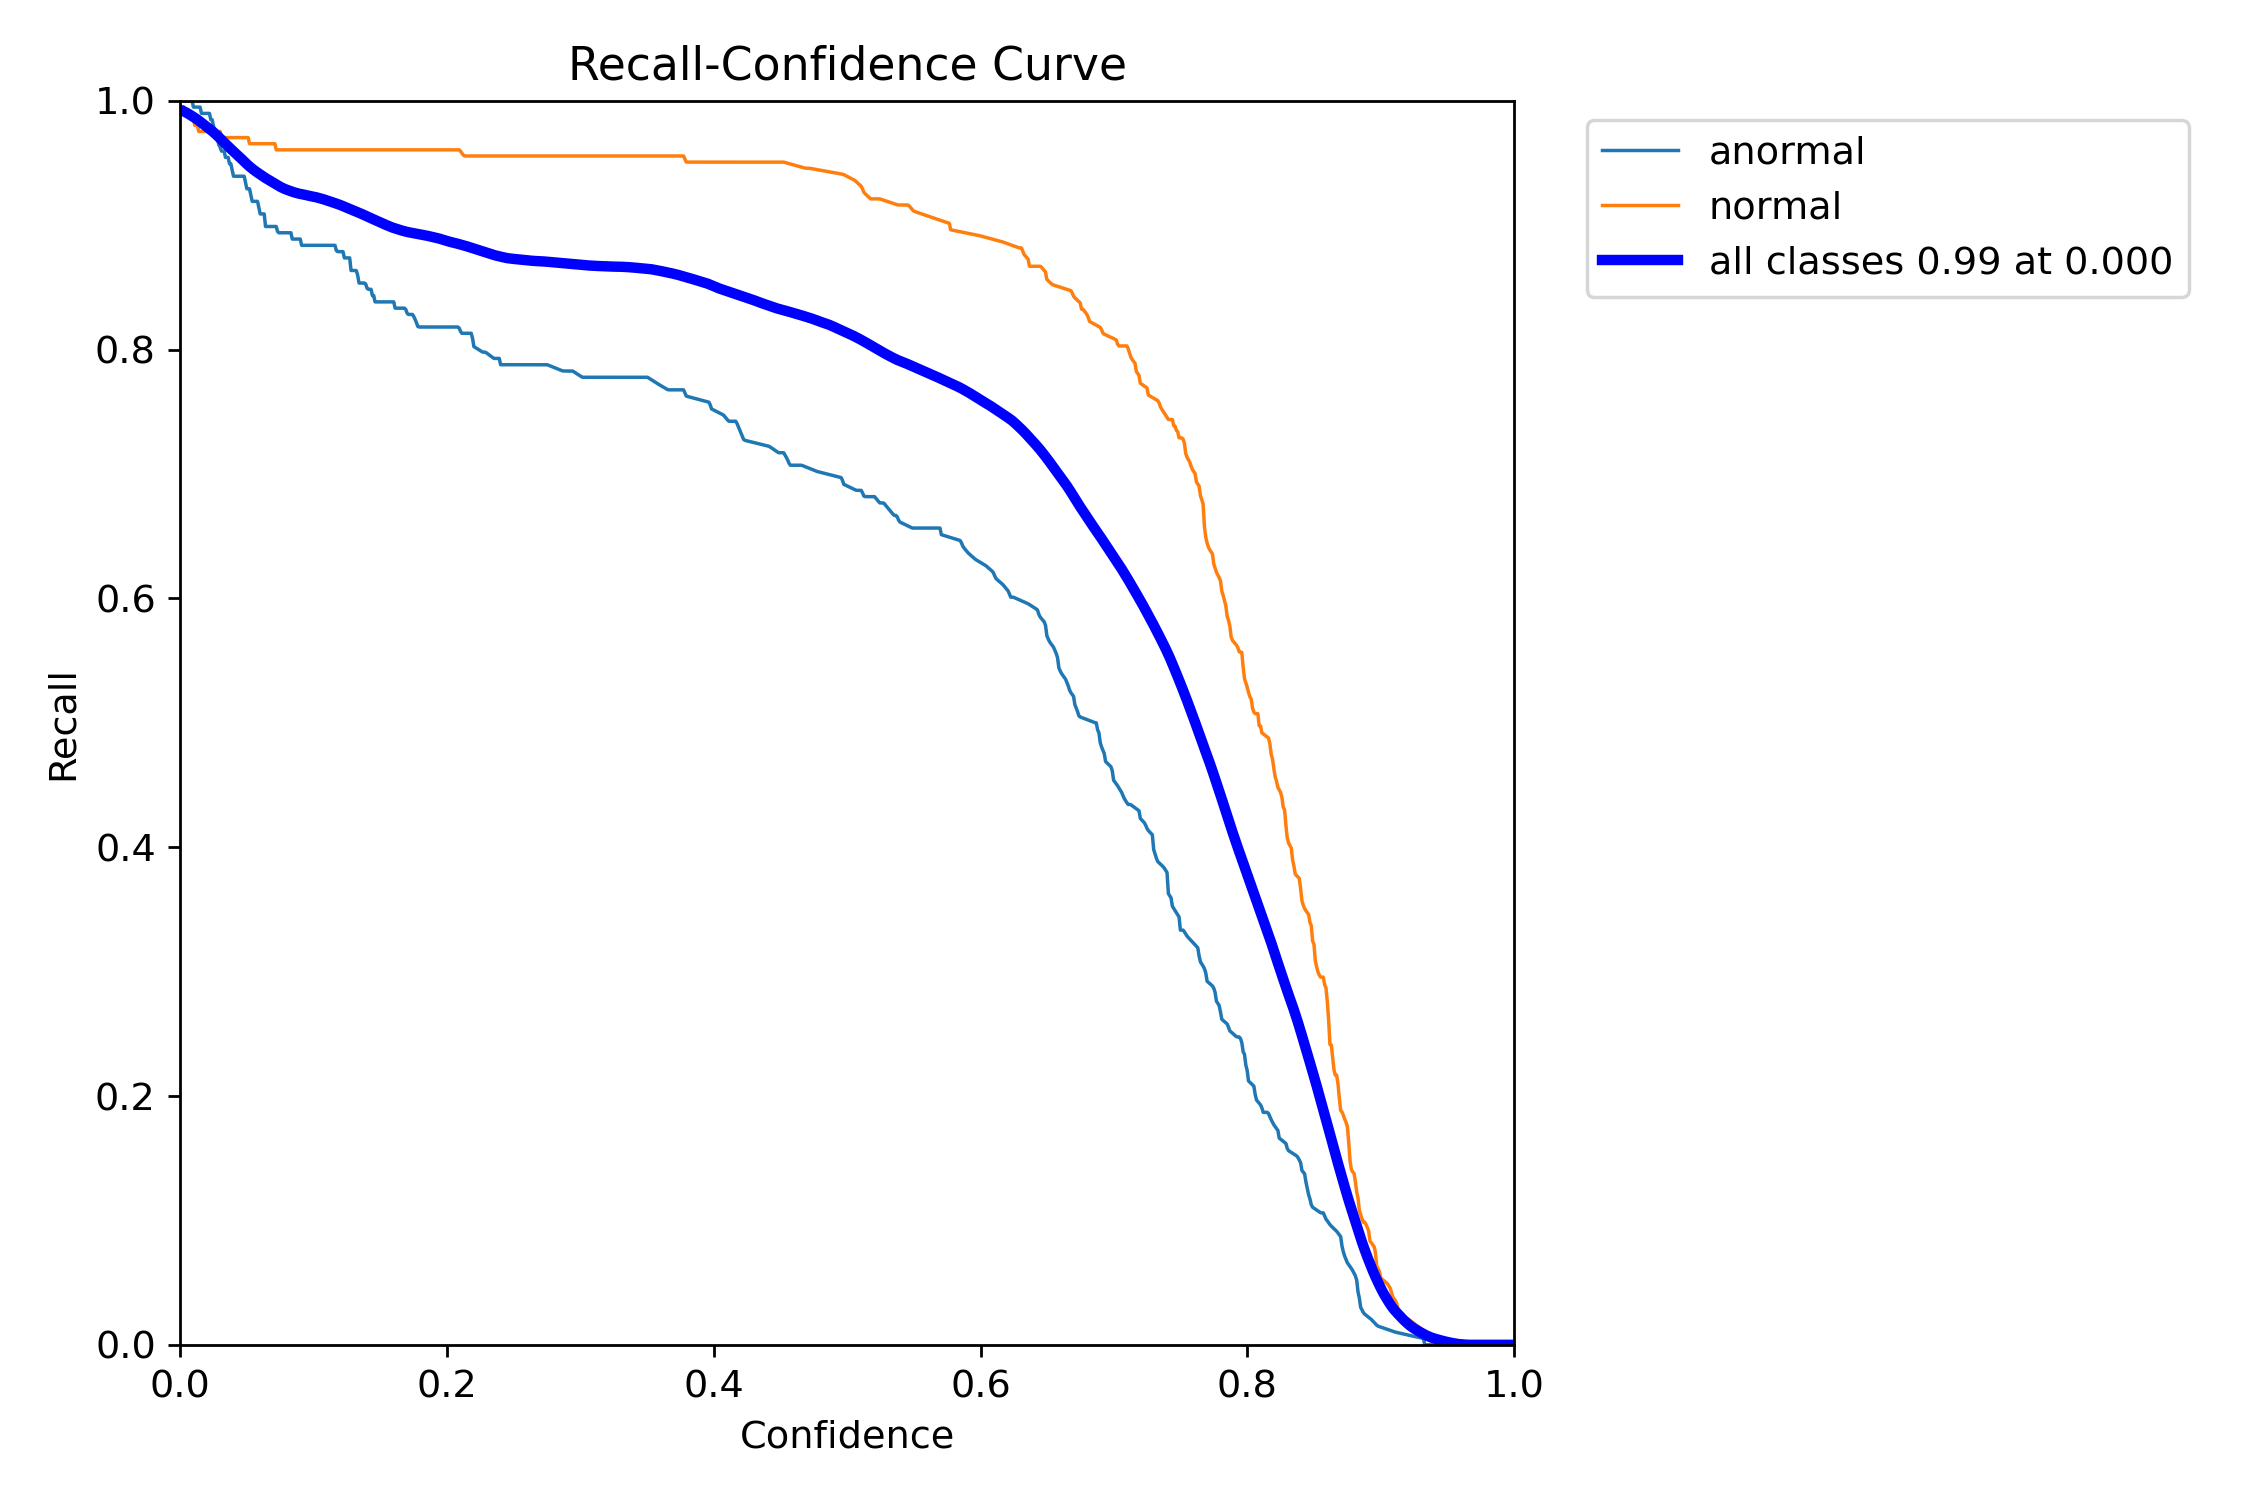 Recall-Confidence Curve
1.0
0.8
0.6
0.4
0.2
0.0
Recall
0.0 0.2 0.4 0.6 0.8 1.0
Confidence
anormal
normal
all classes 0.99 at 0.000